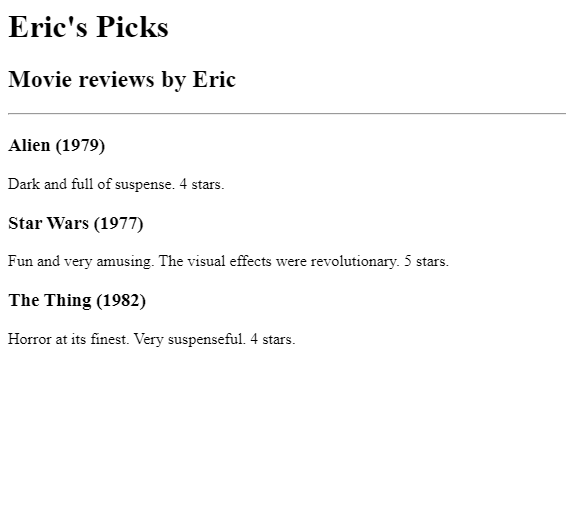 Eric's Picks
Movie reviews by Eric
Alien (1979)
Dark and full of suspense. 4 stars.
Star Wars (1977)
Fun and very amusing. The visual effects were revolutionary. 5 stars.
The Thing (1982)
Horror at its finest. Very suspenseful. 4 stars.